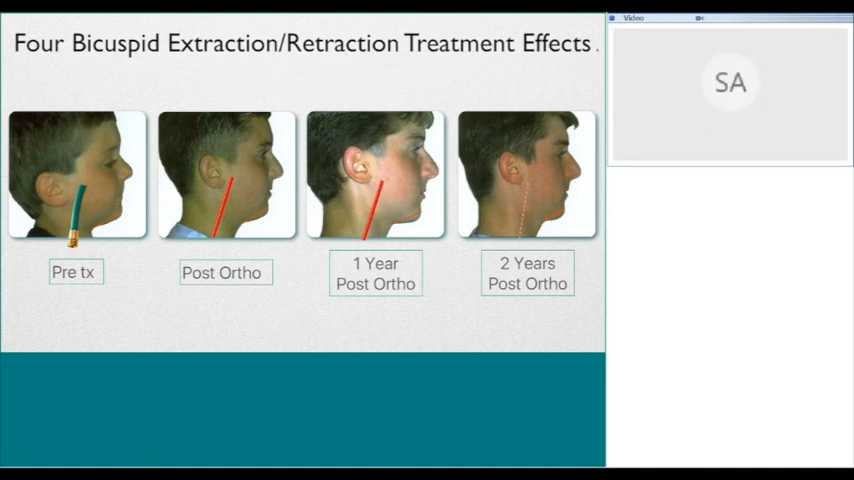 Four Bicuspid Extraction/Retraction Treatment Effects .
Pre tx
Post Ortho
1 Year
Post Ortho
2 Years
Post Ortho
Video
SA